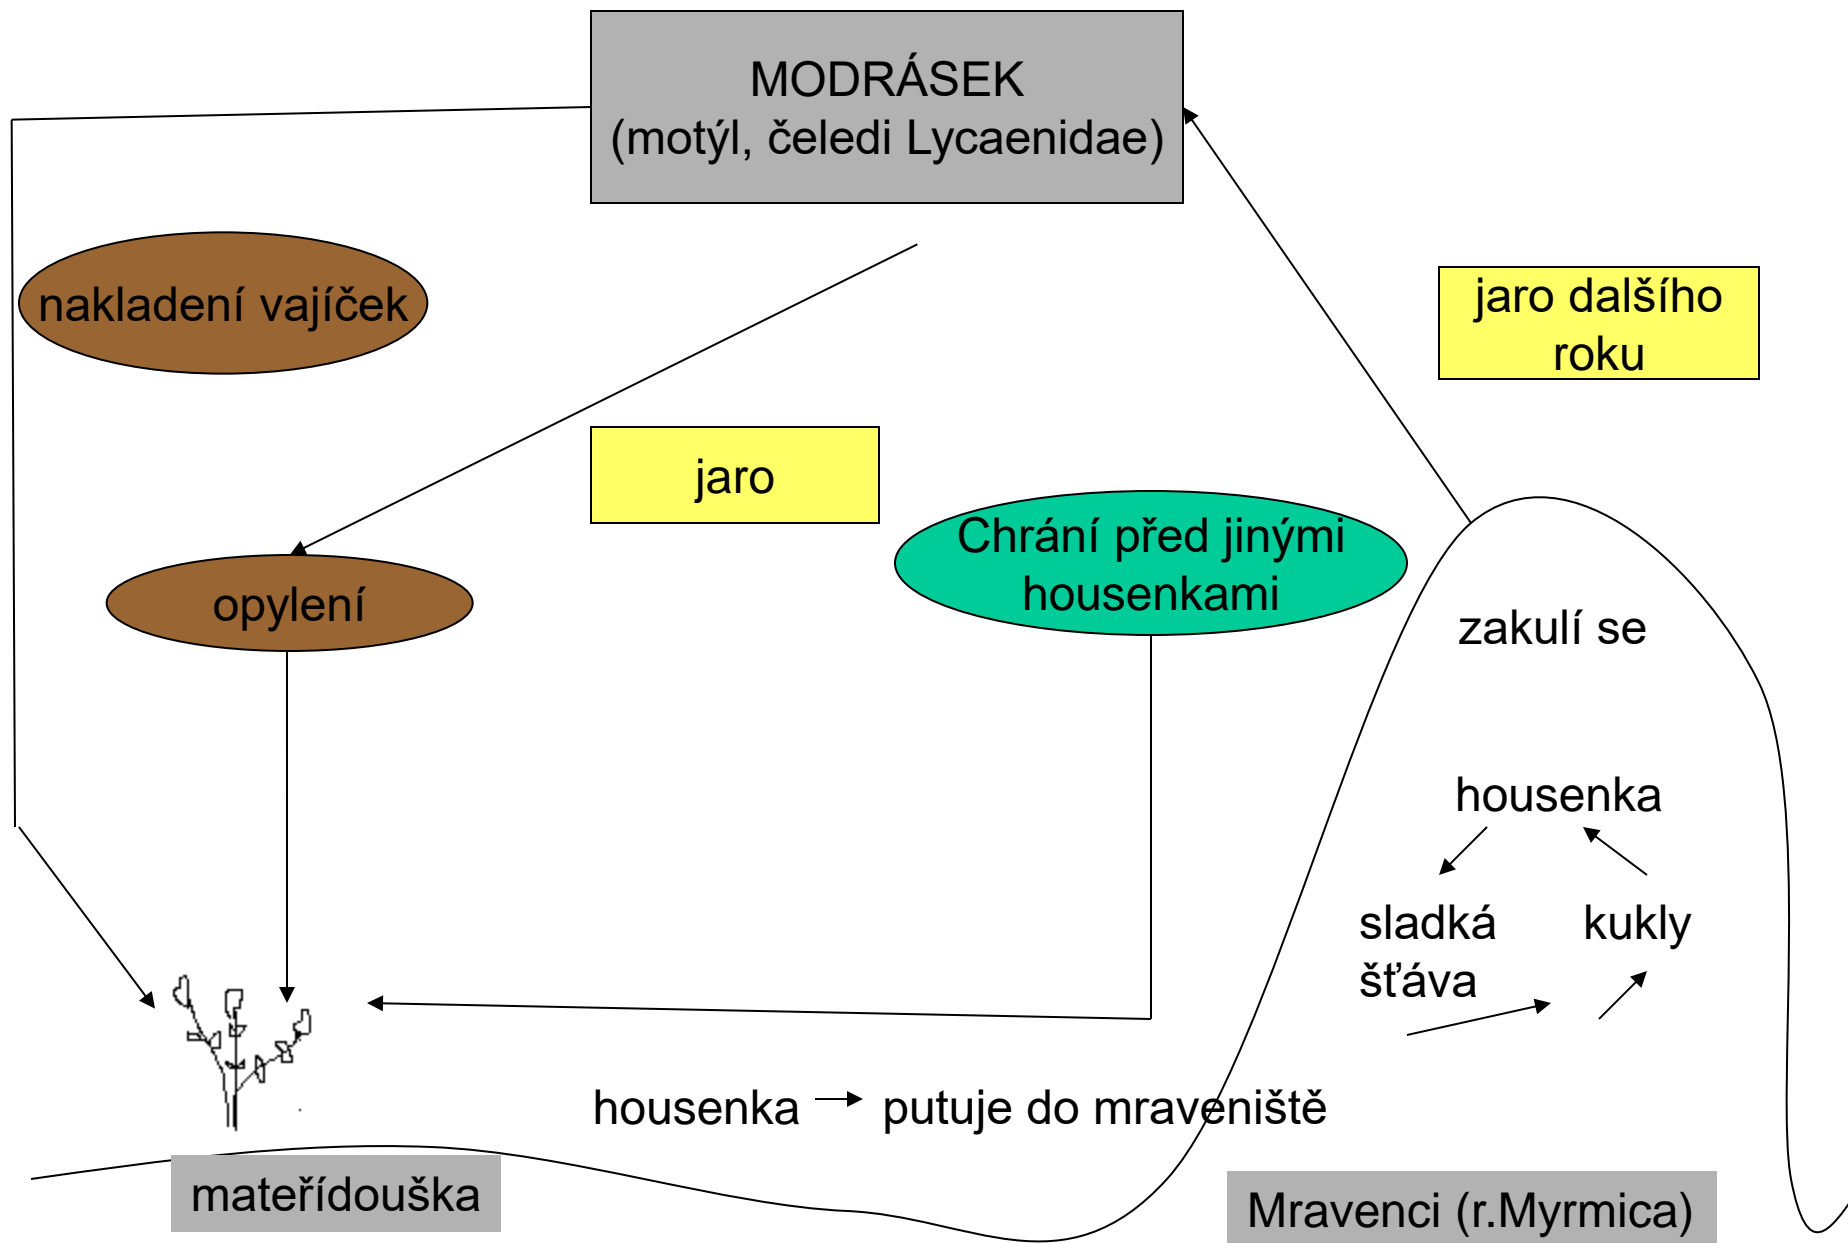 MODRÁSEK
(motýl, čeledi Lycaenidae)
nakladení vajíček
jaro dalšího
roku
jaro
Chrání před jinými
housenkami
opylení
zakulí se
housenka
sladká
šťáva
kukly
housenka
putuje do mraveniště
mateřídouška
Mravenci (r.Myrmica)